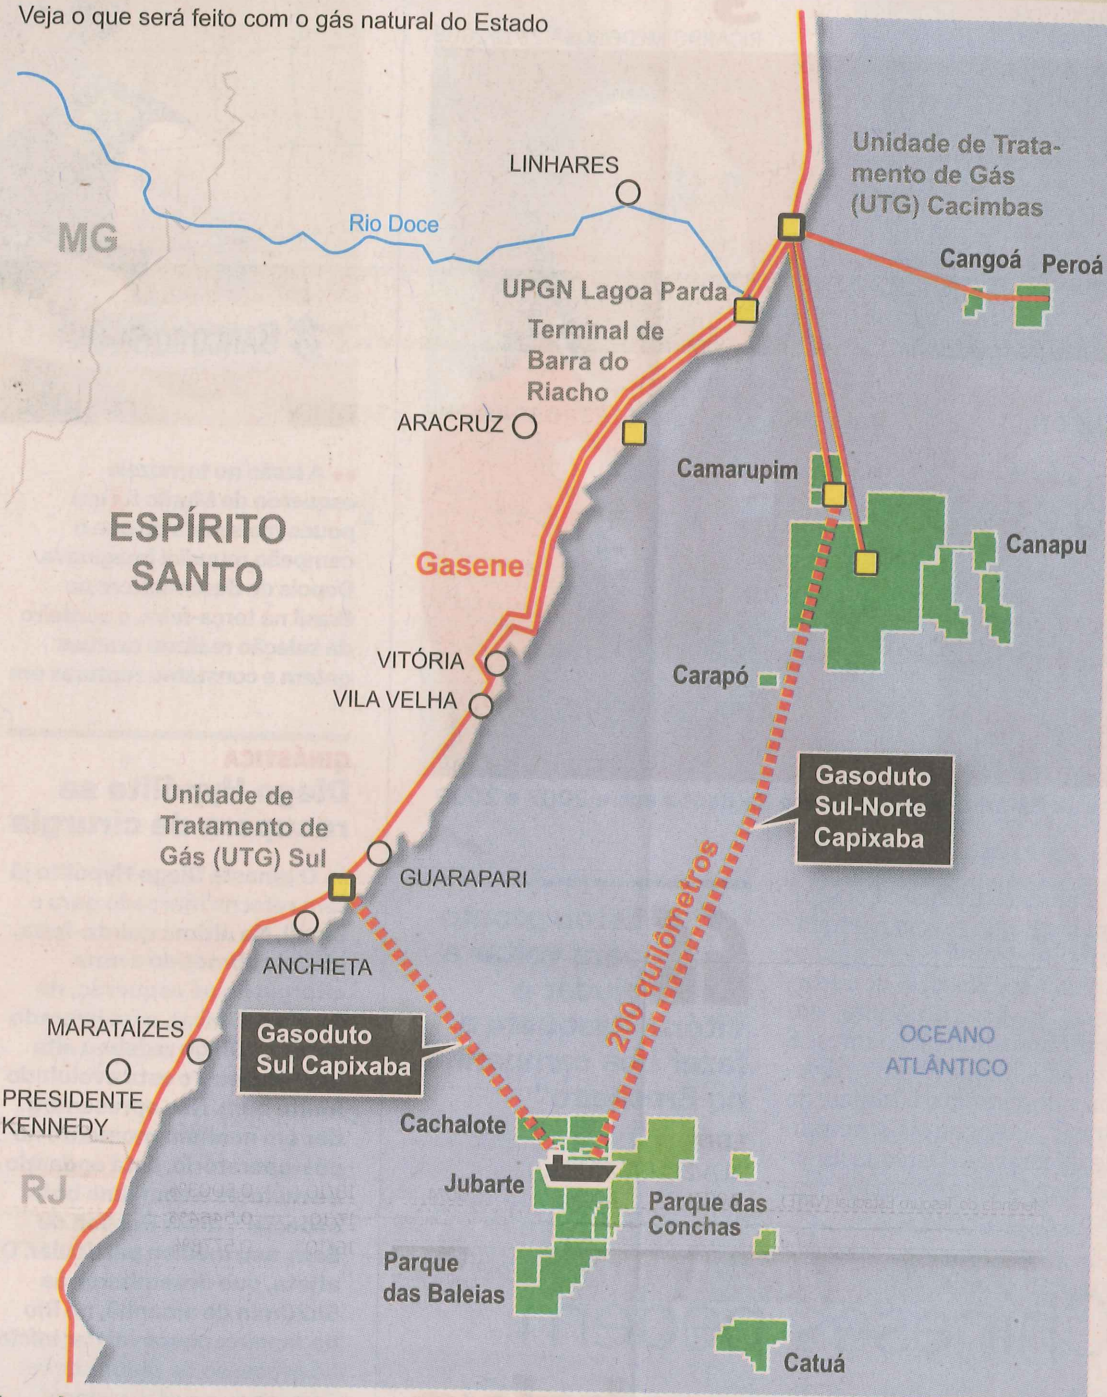 Veja o que será feito com o gás natural do Estado
LINHARES
Unidade de Trata-
mento de Gás
(UTG) Cacimbas
Rio Doce
MG
Cangoá
Peroá
UPGN Lagoa Parda
Terminal de
Barra do
Riacho
ARACRUZ
Camarupim
ESPÍRITO
SANTO
Gasene
Canapu
VITÓRIA
Carapó
VILA VELHA
Gasoduto
Sul-Norte
Capixaba
Unidade de
Tratamento de
Gás (UTG) Sul
GUARAPARI
200 quilômetros
ANCHIETA
MARATAÍZES
Gasoduto
Sul Capixaba
OCEANO
ATLÂNTICO
PRESIDENTE
KENNEDY
Cachalote
RJ
Jubarte
Parque das
Conchas
Parque
das Baleias
Catuá